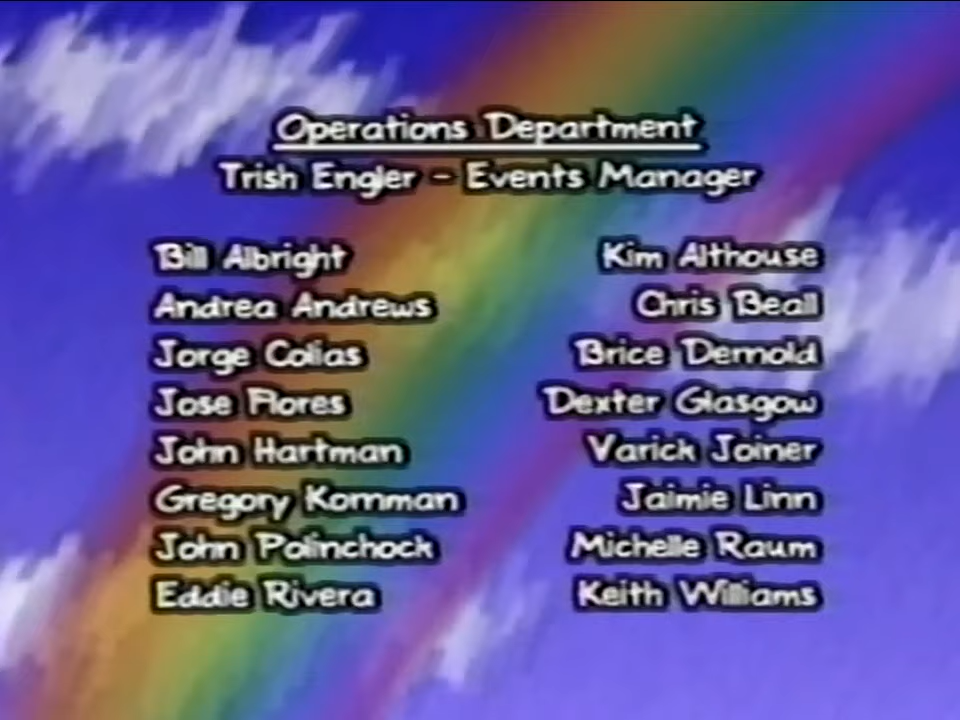 Operations Department
Trish Engler - Events Manager
Bill Albright Kim Althouse
Andrea Andrews Chris Beall
Jorge Colias Brice Demold
Jose Flores Dexter Glasgow
John Hartman Varick Joiner
Gregory Kornman Jaimie Linn
John Polinchock Michelle Raum
Eddie Rivera Keith Williams